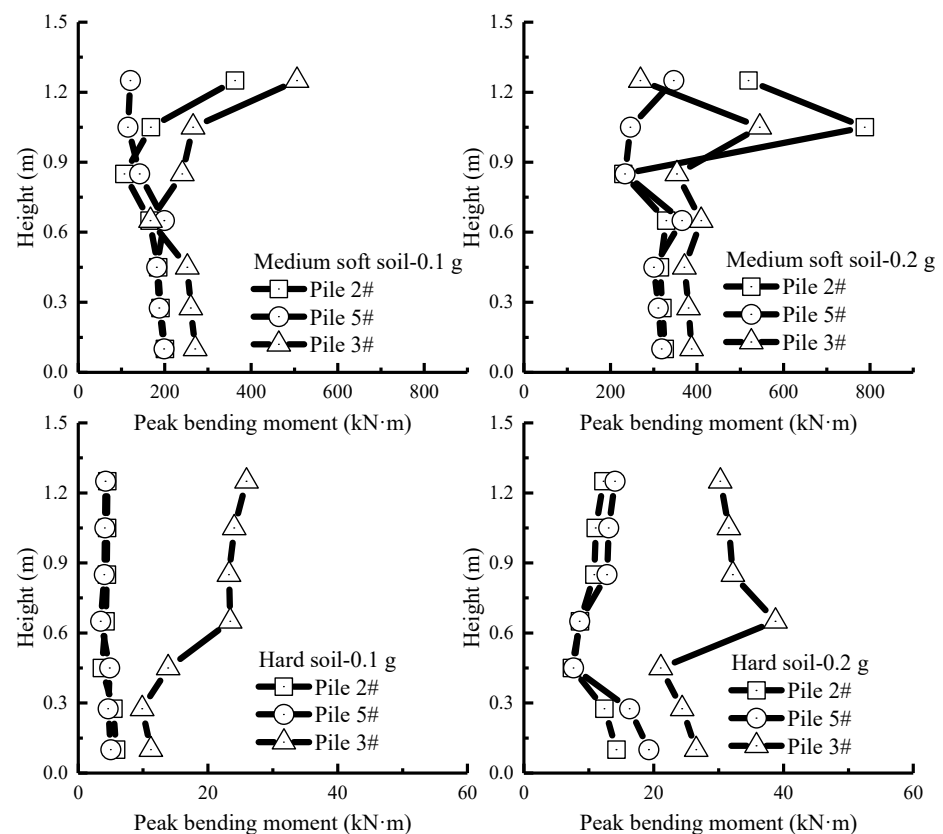 1.5
1.2
0.9
0.6
0.3
0.0
Height (m)
Medium soft soil-0.1 g
Pile 2#
Pile 5#
Pile 3#
0 200 400 600 800
Peak bending moment (kN·m)
1.5
1.2
0.9
0.6
0.3
0.0
Height (m)
Medium soft soil-0.2 g
Pile 2#
Pile 5#
Pile 3#
0 200 400 600 800
Peak bending moment (kN·m)
1.5
1.2
0.9
0.6
0.3
0.0
Height (m)
Hard soil-0.1 g
Pile 2#
Pile 5#
Pile 3#
0 20 40 60
Peak bending moment (kN·m)
1.5
1.2
0.9
0.6
0.3
0.0
Height (m)
Hard soil-0.2 g
Pile 2#
Pile 5#
Pile 3#
0 20 40 60
Peak bending moment (kN·m)